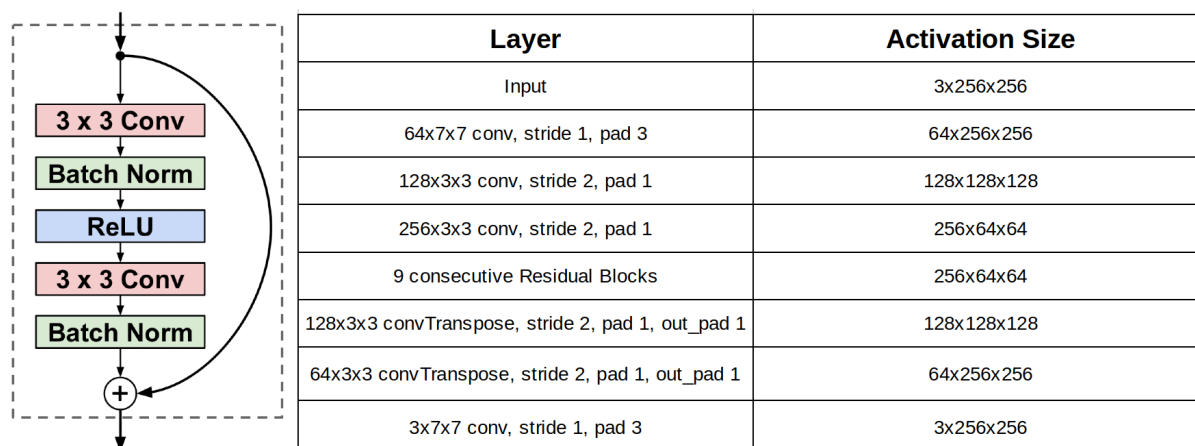 3 x 3 Conv
Batch Norm
ReLU
3 x 3 Conv
Batch Norm
+
Layer Activation Size
Input 3x256x256
64x7x7 conv, stride 1, pad 3 64x256x256
128x3x3 conv, stride 2, pad 1 128x128x128
256x3x3 conv, stride 2, pad 1 256x64x64
9 consecutive Residual Blocks 256x64x64
128x3x3 convTranspose, stride 2, pad 1, out_pad 1 128x128x128
64x3x3 convTranspose, stride 2, pad 1, out_pad 1 64x256x256
3x7x7 conv, stride 1, pad 3 3x256x256